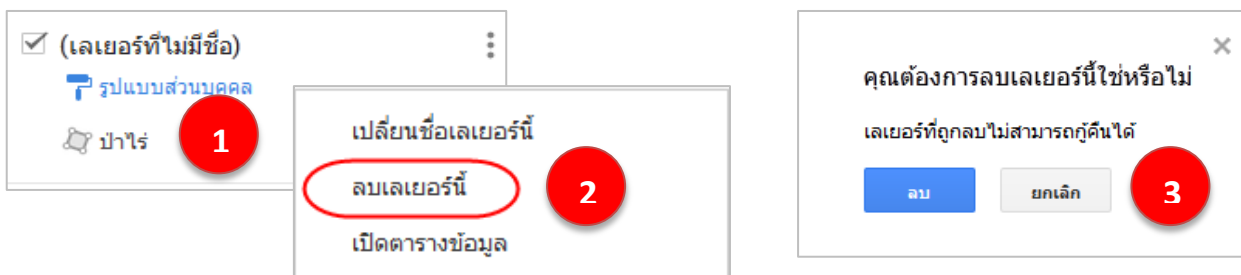 (เลเยอร์ที่ไม่มีชื่อ)
รูปแบบส่วนบุคคล
ป่าไร่
1
เปลี่ยนชื่อเลเยอร์นี้
ลบเลเยอร์นี้
2
เปิดตารางข้อมูล
คุณต้องการลบเลเยอร์นี้ใช่หรือไม่
เลเยอร์ที่ถูกลบไม่สามารถกู้คืนได้
ลบ
ยกเลิก
3